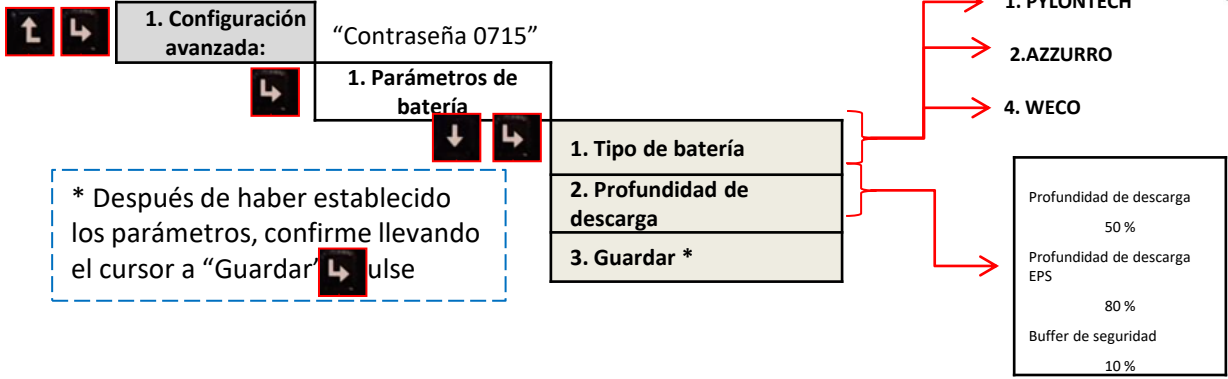 1. PYLONTECH
1. Configuración
avanzada:
“Contraseña 0715”
2.AZZURRO
1. Parámetros de
batería
4. WECO
1. Tipo de batería
2. Profundidad de
descarga
3. Guardar *
* Después de haber establecido
los parámetros, confirme llevando
el cursor a “Guardar” ulse
Profundidad de descarga
50 %
Profundidad de descarga
EPS
80 %
Buffer de seguridad
10 %